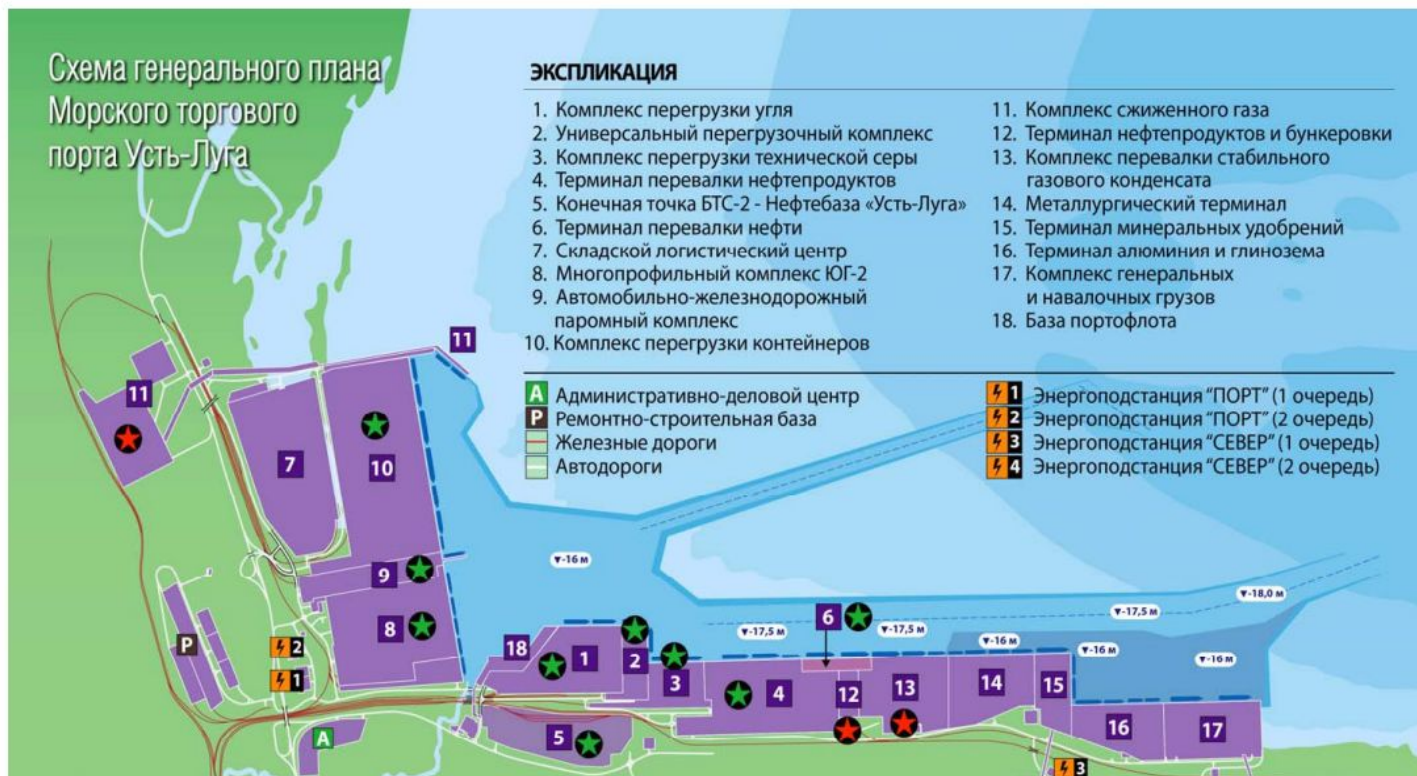 Схема генерального плана
Морского торгового
порта Усть-Луга
ЭКСПЛИКАЦИЯ
1. Комплекс перегрузки угля
2. Универсальный перегрузочный комплекс
3. Комплекс перегрузки технической серы
4. Терминал перевалки нефтепродуктов
5. Конечная точка БТС-2 - Нефтебаза «Усть-Луга»
6. Терминал перевалки нефти
7. Складской логистический центр
8. Многопрофильный комплекс ЮГ-2
9. Автомобильно-железнодорожный
паромный комплекс
10. Комплекс перегрузки контейнеров
11. Комплекс сжиженного газа
12. Терминал нефтепродуктов и бункеровки
13. Комплекс перевалки стабильного
газового конденсата
14. Металлургический терминал
15. Терминал минеральных удобрений
16. Терминал алюминия и глинозема
17. Комплекс генеральных
и навалочных грузов
18. База портофлота
А Административно-деловой центр
Р Ремонтно-строительная база
Железные дороги
Автодороги
1 Энергоподстанция "ПОРТ" (1 очередь)
2 Энергоподстанция "ПОРТ" (2 очередь)
3 Энергоподстанция "СЕВЕР" (1 очередь)
4 Энергоподстанция "СЕВЕР" (2 очередь)
11
11
7
10
9
8
Р
2
1
А
18
1
2
3
4
5
6
12
13
14
15
16
17
3
▼-16 м
▼-17,5 м
▼-17,5 м
▼-17,5 м
▼-18,0 м
▼-16 м
▼-16 м
▼-16 м